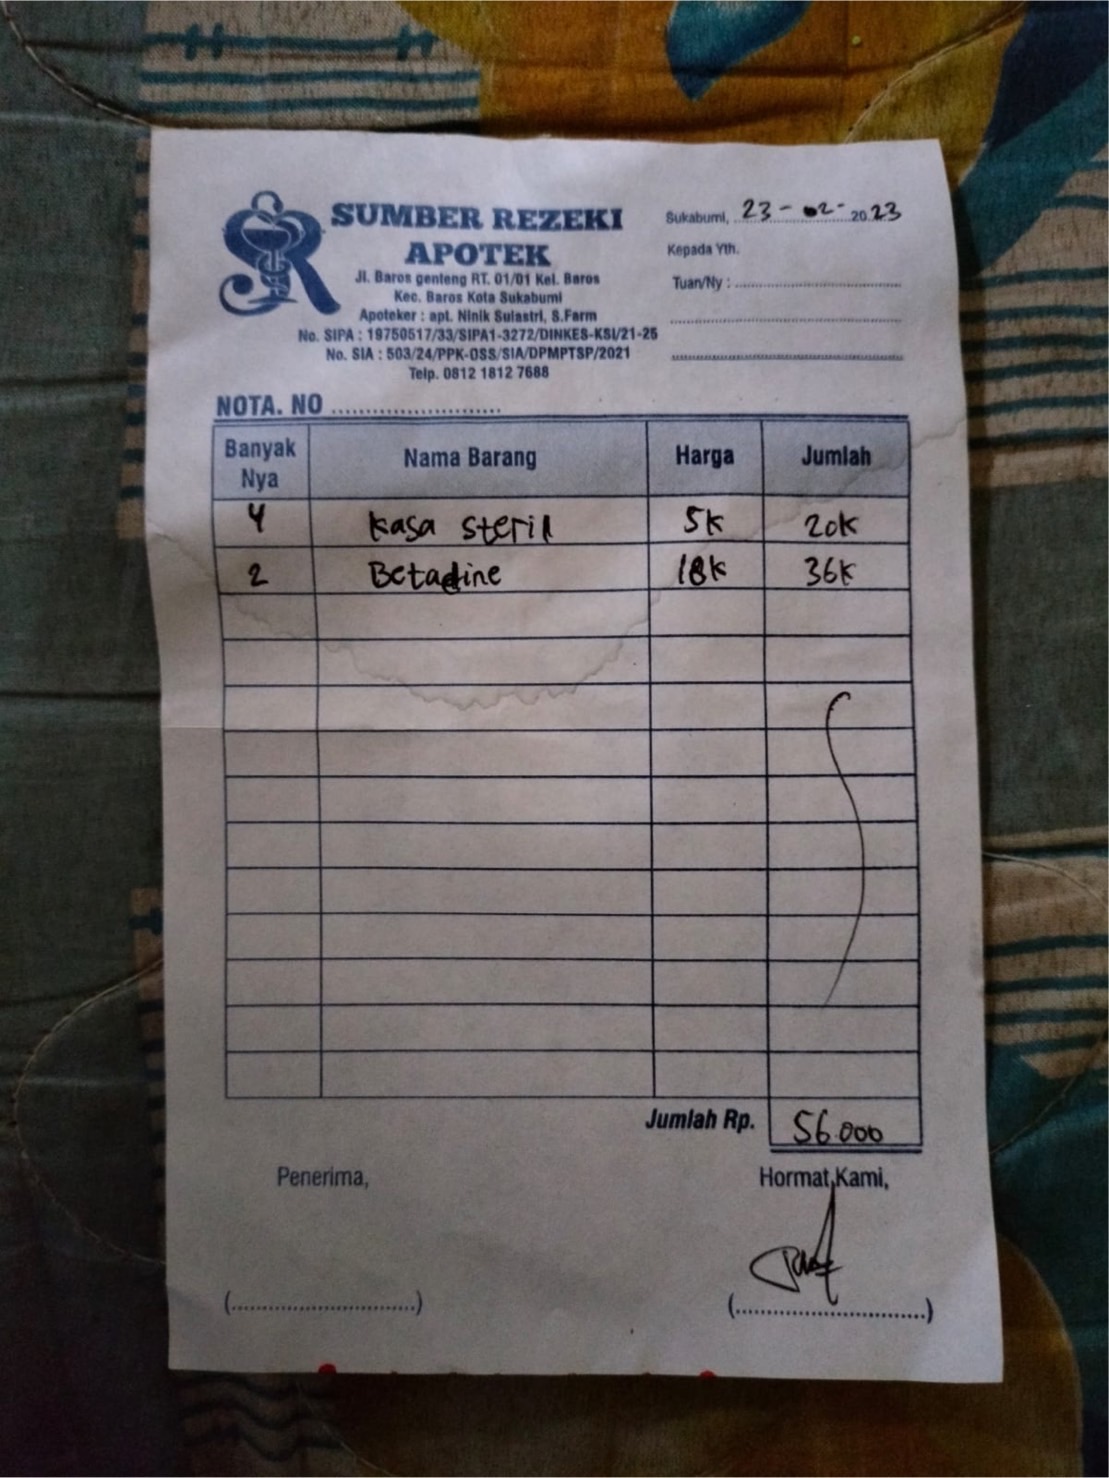 SUMBER REZEKI
APOTEK
Jl. Baros genteng RT. 01/01 Kel. Baros
Kec. Baros Kota Sukabumi
Apoteker : apt. Ninik Sulastri, S.Farm
No. SIPA : 19750517/33/SIPA1-3272/DINKES-KSI/21-25
No. SIA : 503/24/PPK-OSS/SIA/DPMPTSP/2021
Telp. 0812 1812 7688
Sukabumi, 23 - 02 - 2023
Kepada Yth.
Tuan/Ny :
NOTA. NO
Banyak Nya Nama Barang Harga Jumlah
4 kasa steril 5k 20k
2 Betadine 18k 36k
Jumlah Rp. 56.000
Penerima, Hormat Kami,